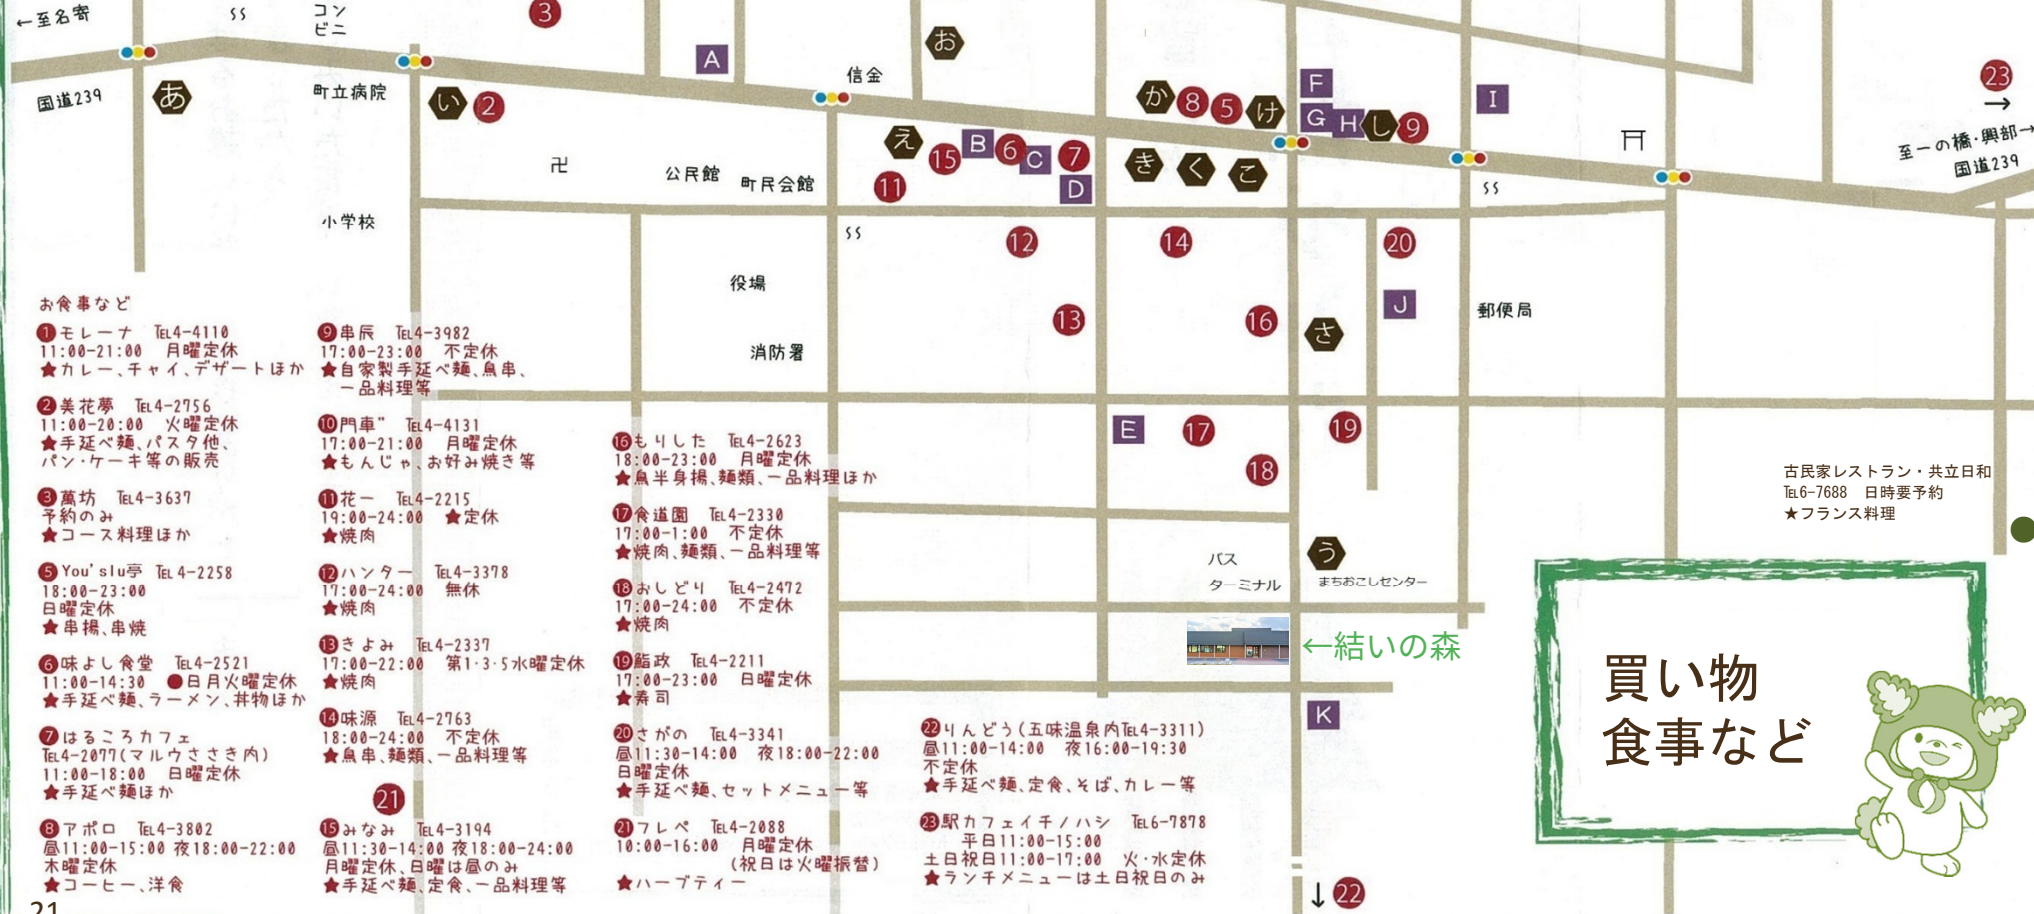 ←至名寄
コン
ビニ
3
国道239
あ
町立病院
い
2
A
信金
お
か
8
5
け
F
G
H
し
9
I
23
→
至一の橋・興部→
国道239
卍
公民館
町民会館
え
15
B
6
C
7
11
D
き
く
こ
小学校
12
14
20
役場
13
16
さ
J
郵便局
消防署
E
17
19
18
バス
ターミナル
う
まちおこしセンター
←結いの森
K
↓22
21
お食事など
1モレーナ ℡4-4110
11:00-21:00 月曜定休
★カレー、チャイ、デザートほか
2美花夢 ℡4-2756
11:00-20:00 火曜定休
★手延べ麺、パスタ他、
パン・ケーキ等の販売
3萬坊 ℡4-3637
予約のみ
★コース料理ほか
5You'slu亭 ℡4-2258
18:00-23:00
日曜定休
★串揚、串焼
6味よし食堂 ℡4-2521
11:00-14:30 ●日月火曜定休
★手延べ麺、ラーメン、丼物ほか
7はるころカフェ
℡4-2077(マルウささき内)
11:00-18:00 日曜定休
★手延べ麺ほか
8アポロ ℡4-3802
昼11:00-15:00 夜18:00-22:00
木曜定休
★コーヒー、洋食
9串辰 ℡4-3982
17:00-23:00 不定休
★自家製手延べ麺、鳥串、
一品料理等
10門車" ℡4-4131
17:00-21:00 月曜定休
★もんじゃ、お好み焼き等
11花一 ℡4-2215
19:00-24:00 ★定休
★焼肉
12ハンター ℡4-3378
17:00-24:00 無休
★焼肉
13きよみ ℡4-2337
17:00-22:00 第1・3・5水曜定休
★焼肉
14味源 ℡4-2763
18:00-24:00 不定休
★鳥串、麺類、一品料理等
15みなみ ℡4-3194
昼11:30-14:00 夜18:00-24:00
月曜定休、日曜は昼のみ
★手延べ麺、定食、一品料理等
16もりした ℡4-2623
18:00-23:00 月曜定休
★鳥半身揚、麺類、一品料理ほか
17食道園 ℡4-2330
17:00-1:00 不定休
★焼肉、麺類、一品料理等
18おしどり ℡4-2472
17:00-24:00 不定休
★焼肉
19鮨政 ℡4-2211
17:00-23:00 日曜定休
★寿司
20さがの ℡4-3341
昼11:30-14:00 夜18:00-22:00
日曜定休
★手延べ麺、セットメニュー等
21フレペ ℡4-2088
10:00-16:00 月曜定休
(祝日は火曜振替)
★ハーブティー
22りんどう(五味温泉内℡4-3311)
昼11:00-14:00 夜16:00-19:30
不定休
★手延べ麺、定食、そば、カレー等
23駅カフェイチノハシ ℡6-7878
平日11:00-15:00
土日祝日11:00-17:00 火・水定休
★ランチメニューは土日祝日のみ
古民家レストラン・共立日和
℡6-7688 日時要予約
★フランス料理
買い物
食事など
21